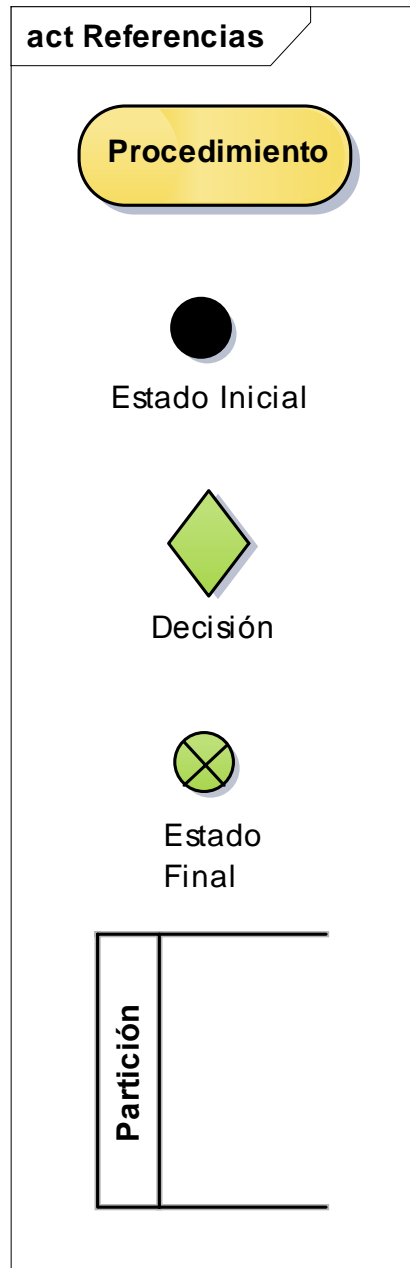 act Referencias
Procedimiento
Estado Inicial
Decisión
Estado
Final
Partición